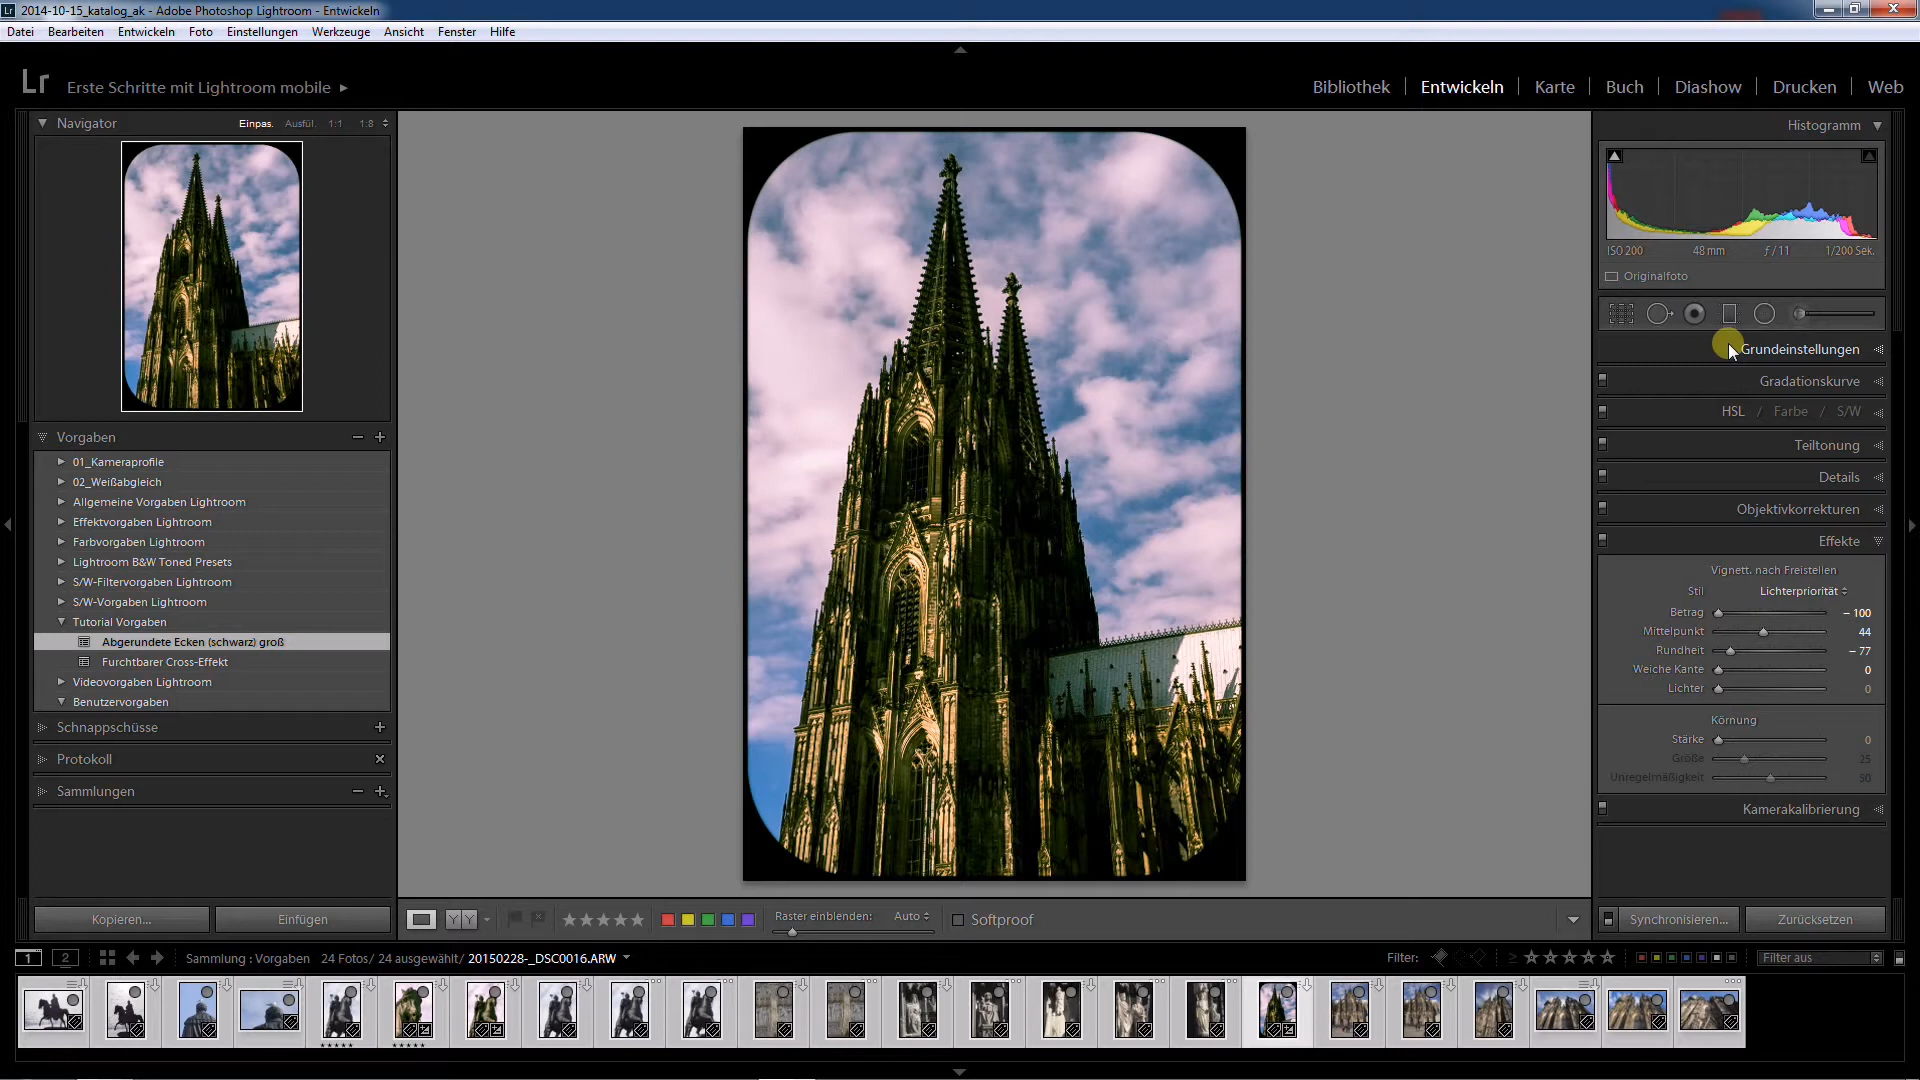 2014-10-15_katalog_ak - Adobe Photoshop Lightroom - Entwickeln
Datei Bearbeiten Entwickeln Foto Einstellungen Werkzeuge Ansicht Fenster Hilfe
Lr Erste Schritte mit Lightroom mobile
Bibliothek Entwickeln Karte Buch Diashow Drucken Web
Navigator Einpas. Ausfül. 1:1 1:8
Vorgaben
01_Kameraprofile
02_Weißabgleich
Allgemeine Vorgaben Lightroom
Effektvorgaben Lightroom
Farbvorgaben Lightroom
Lightroom B&W Toned Presets
S/W-Filtervorgaben Lightroom
S/W-Vorgaben Lightroom
Tutorial Vorgaben
Abgerundete Ecken (schwarz) groß
Furchtbarer Cross-Effekt
Videovorgaben Lightroom
Benutzervorgaben
Schnappschüsse
Protokoll
Sammlungen
Kopieren... Einfügen
Raster einblenden: Auto Softproof
Histogramm
ISO 200 48 mm f / 11 1/200 Sek.
Originalfoto
Grundeinstellungen
Gradationskurve
HSL / Farbe / S/W
Teiltonung
Details
Objektivkorrekturen
Effekte
Vignett. nach Freistellen
Stil Lichterpriorität
Betrag - 100
Mittelpunkt 44
Rundheit - 77
Weiche Kante 0
Lichter 0
Körnung
Stärke 0
Größe 25
Unregelmäßigkeit 50
Kamerakalibrierung
Synchronisieren... Zurücksetzen
1 2 Sammlung : Vorgaben 24 Fotos/ 24 ausgewählt/ 20150228-_DSC0016.ARW Filter: Filter aus